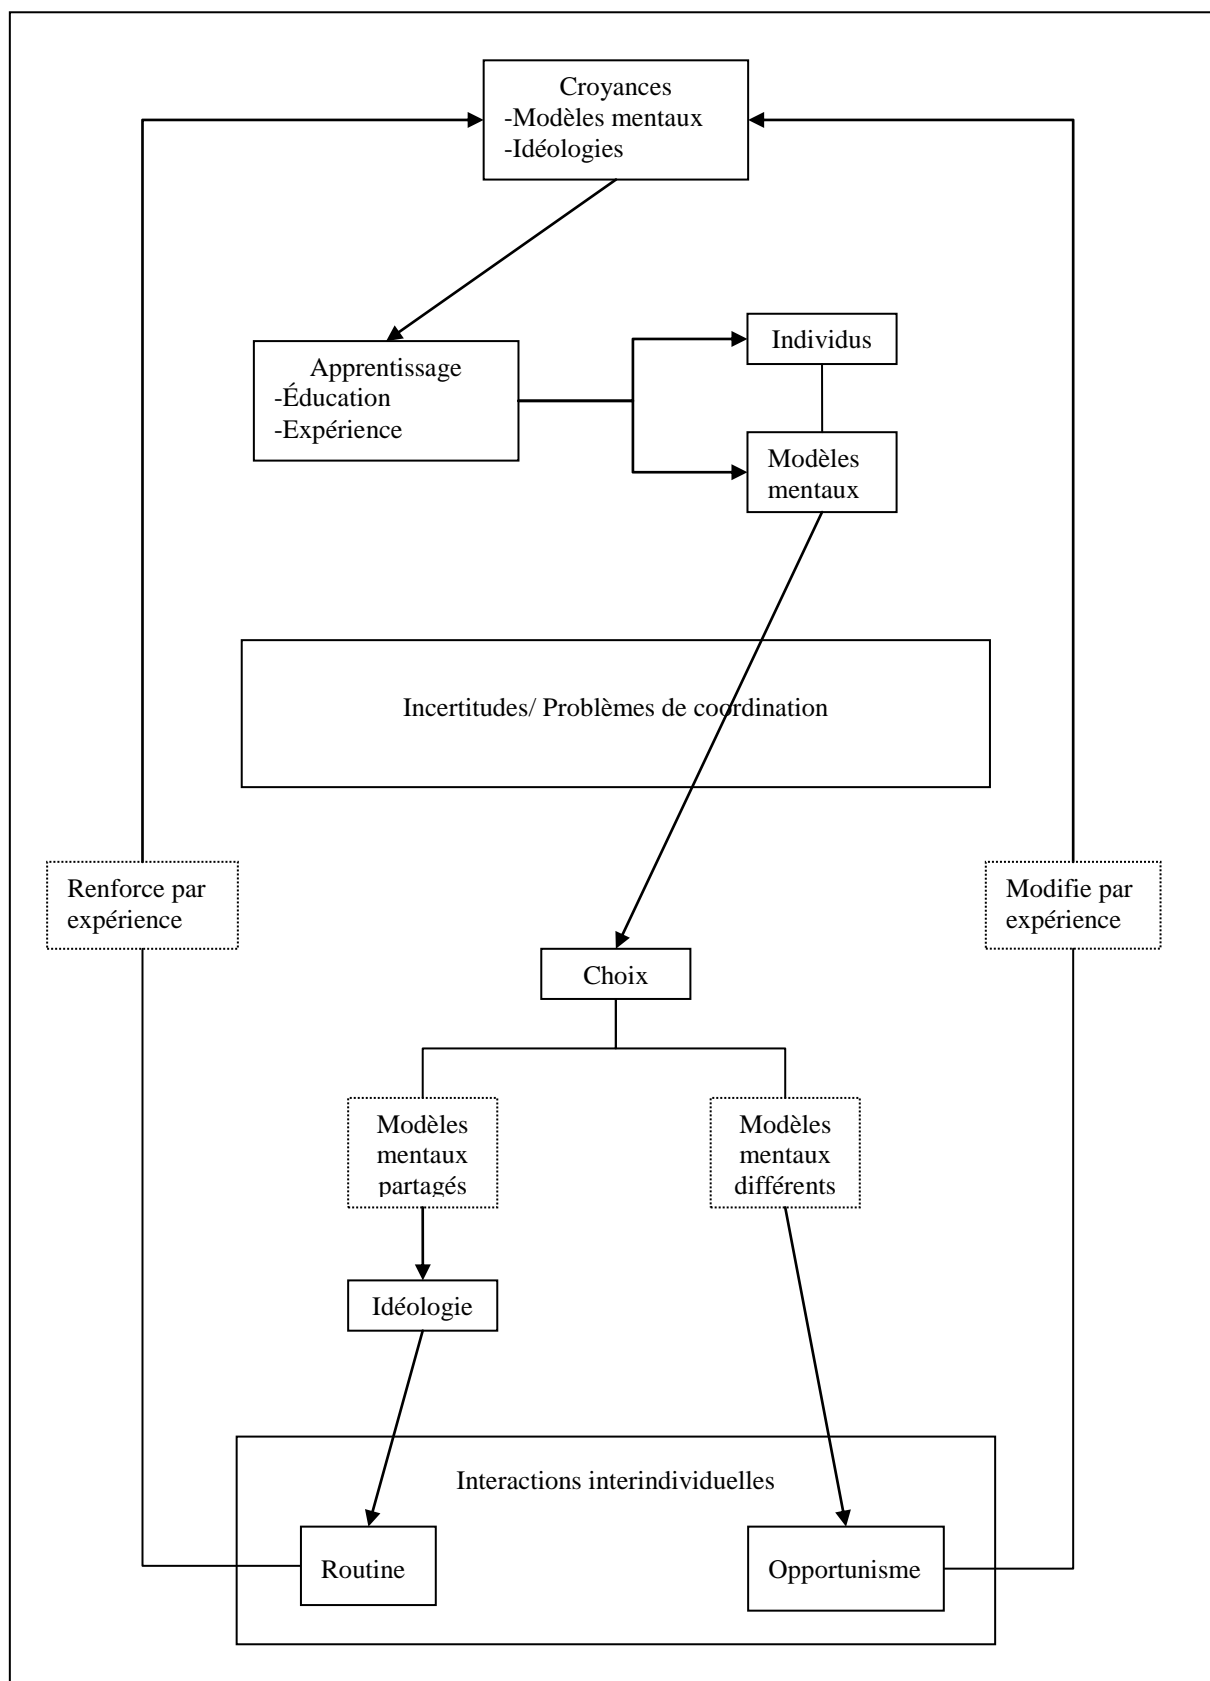 Croyances
-Modèles mentaux
-Idéologies
Individus
Apprentissage
-Éducation
-Expérience
Modèles
mentaux
Incertitudes/ Problèmes de coordination
Renforce par
expérience
Modifie par
expérience
Choix
Modèles
mentaux
partagés
Modèles
mentaux
différents
Idéologie
Interactions interindividuelles
Routine
Opportunisme